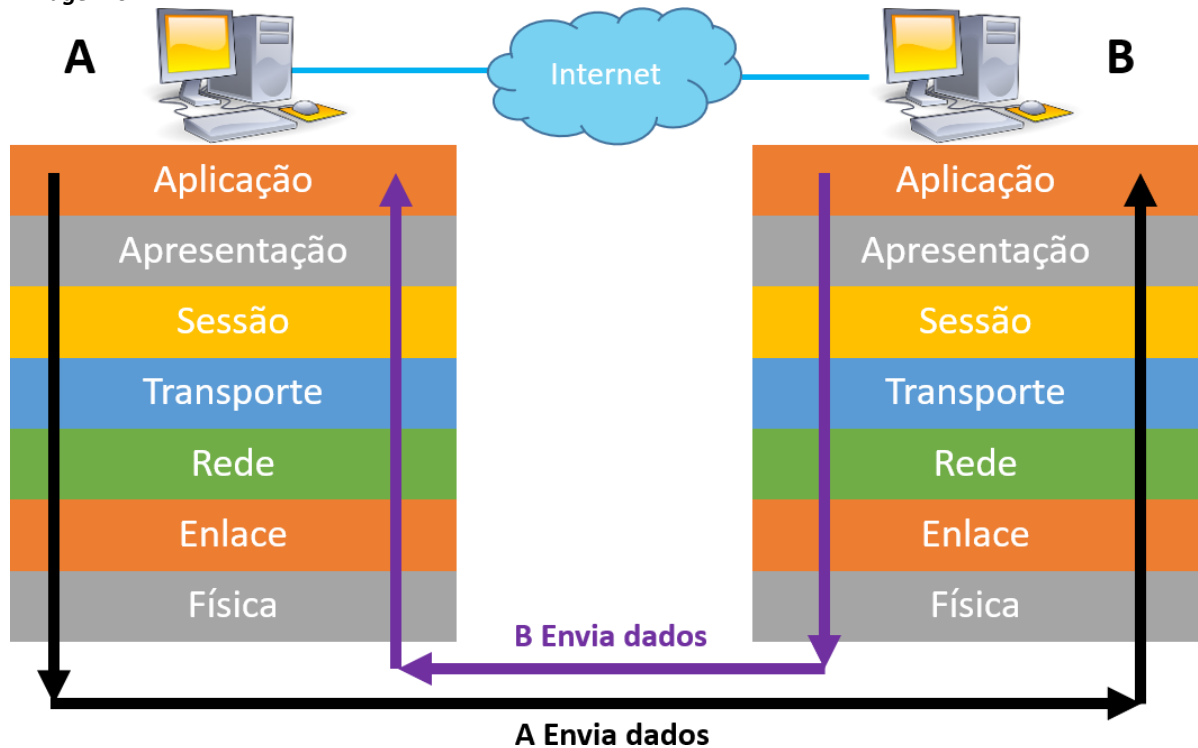 A
Internet
B
Aplicação
Apresentação
Sessão
Transporte
Rede
Enlace
Física
Aplicação
Apresentação
Sessão
Transporte
Rede
Enlace
Física
B Envia dados
A Envia dados